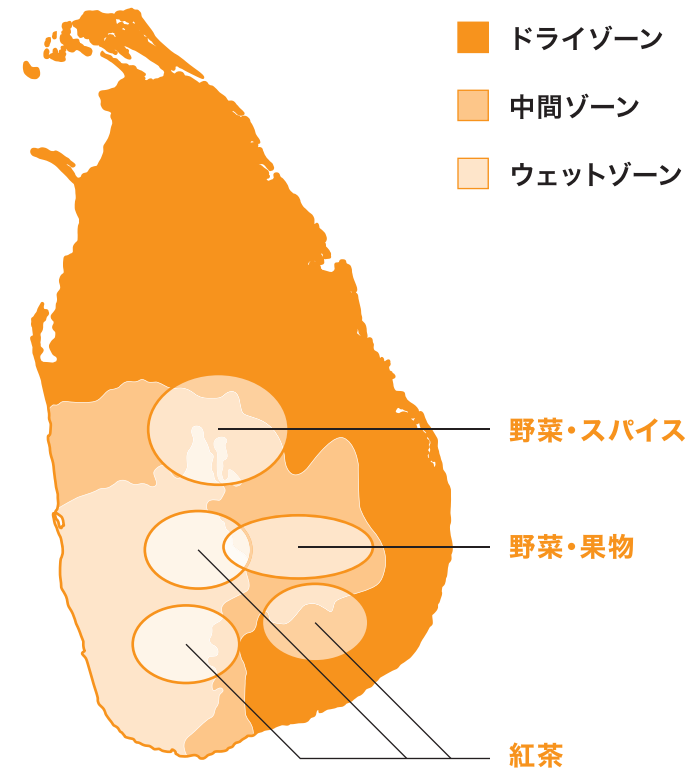 ドライゾーン
中間ゾーン
ウェットゾーン
野菜・スパイス
野菜・果物
紅茶